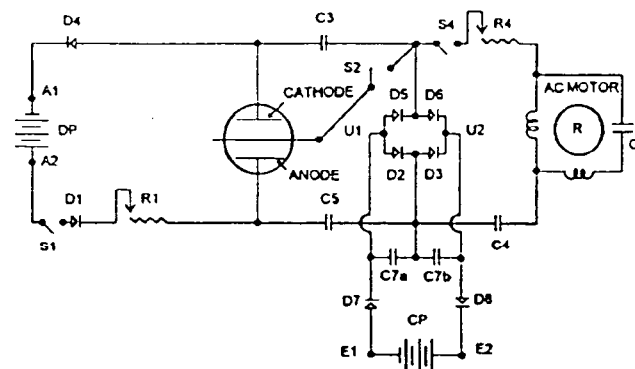 D4 C3 S4 R4
S2
A1 CATHODE D5 D6 AC MOTOR
DP U1 U2 R C
A2 ANODE D2 D3
D1 R1 C5
S1 C4
C7a C7b
D7 D8
CP
E1 E2